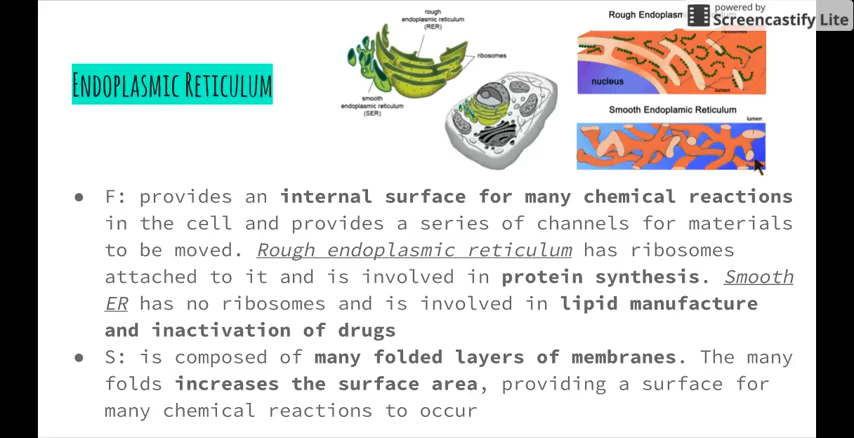 powered by
Screencastify Lite
rough
endoplasmic reticulum
(RER)
ribosomes
smooth
endoplasmic reticulum
(SER)
Rough Endoplasm
nucleus
lumen
Smooth Endoplamic Reticulum
lumen
Endoplasmic Reticulum
● F: provides an internal surface for many chemical reactions
in the cell and provides a series of channels for materials
to be moved. Rough endoplasmic reticulum has ribosomes
attached to it and is involved in protein synthesis. Smooth
ER has no ribosomes and is involved in lipid manufacture
and inactivation of drugs
● S: is composed of many folded layers of membranes. The many
folds increases the surface area, providing a surface for
many chemical reactions to occur